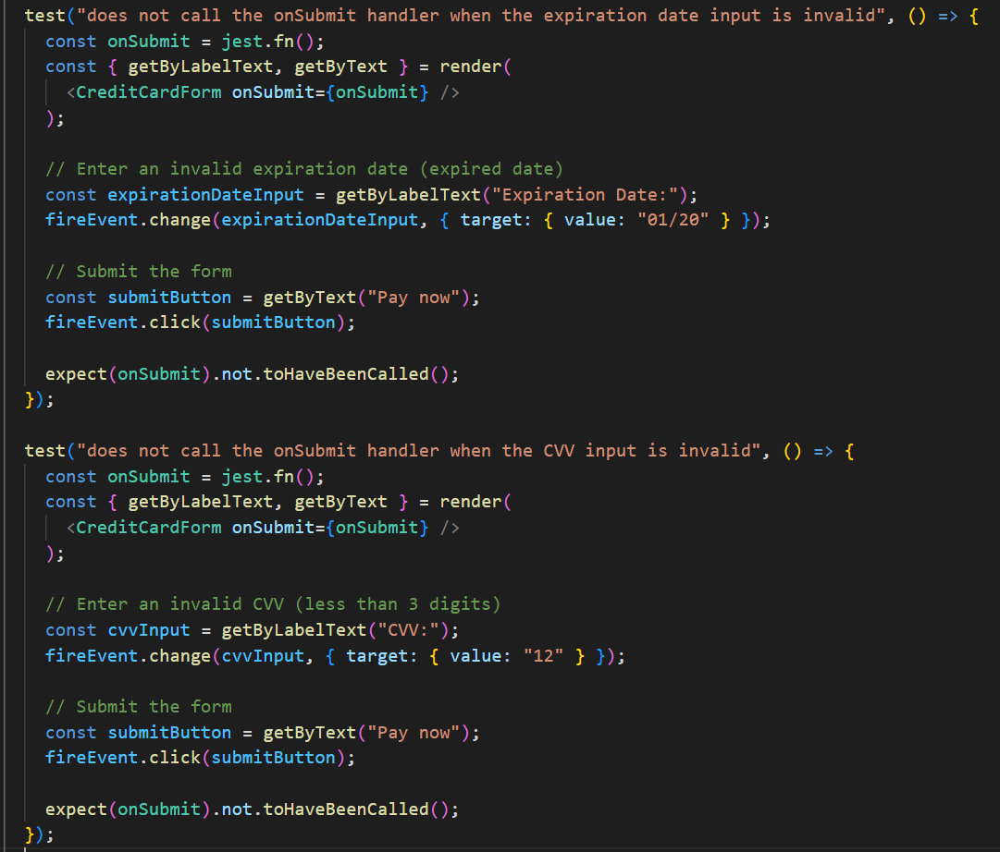 test("does not call the onSubmit handler when the expiration date input is invalid", () => {
  const onSubmit = jest.fn();
  const { getByLabelText, getByText } = render(
    <CreditCardForm onSubmit={onSubmit} />
  );

  // Enter an invalid expiration date (expired date)
  const expirationDateInput = getByLabelText("Expiration Date:");
  fireEvent.change(expirationDateInput, { target: { value: "01/20" } });

  // Submit the form
  const submitButton = getByText("Pay now");
  fireEvent.click(submitButton);

  expect(onSubmit).not.toHaveBeenCalled();
});

test("does not call the onSubmit handler when the CVV input is invalid", () => {
  const onSubmit = jest.fn();
  const { getByLabelText, getByText } = render(
    <CreditCardForm onSubmit={onSubmit} />
  );

  // Enter an invalid CVV (less than 3 digits)
  const cvvInput = getByLabelText("CVV:");
  fireEvent.change(cvvInput, { target: { value: "12" } });

  // Submit the form
  const submitButton = getByText("Pay now");
  fireEvent.click(submitButton);

  expect(onSubmit).not.toHaveBeenCalled();
});